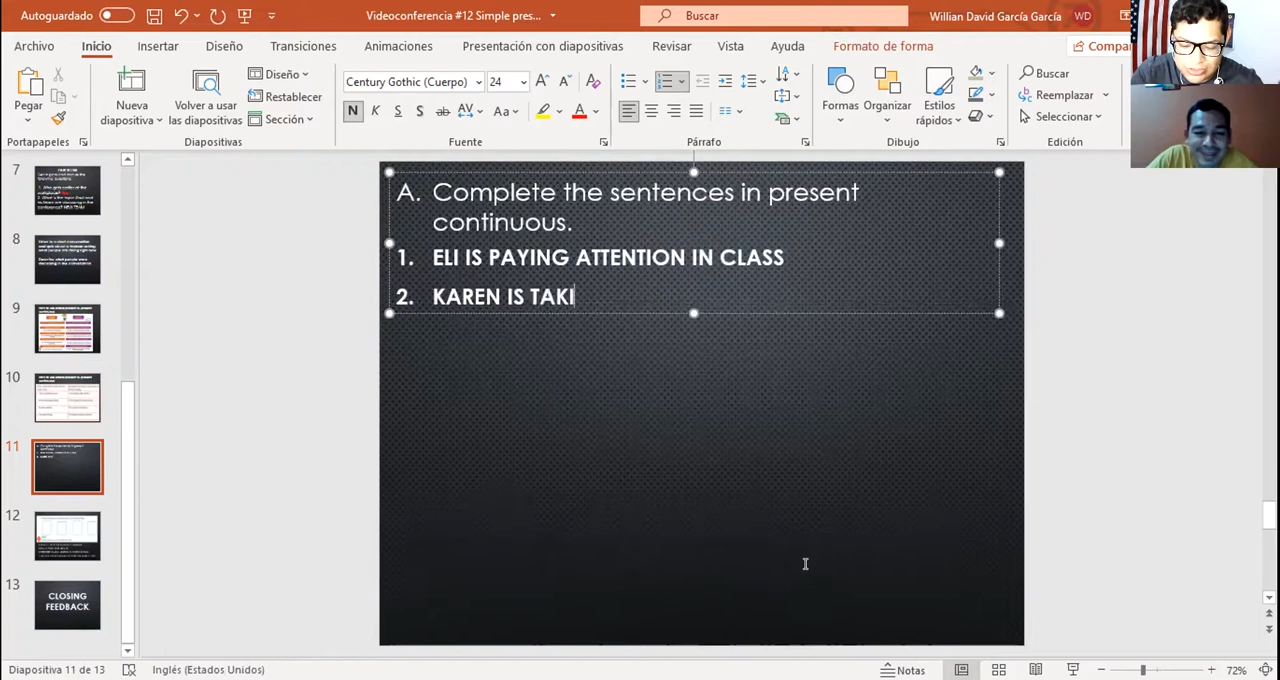 Autoguardado
Videoconferencia #12 Simple pres...
Buscar
Willian David García García
WD
Archivo
Inicio
Insertar
Diseño
Transiciones
Animaciones
Presentación con diapositivas
Revisar
Vista
Ayuda
Formato de forma
Compar
Pegar
Nueva
diapositiva
Volver a usar
las diapositivas
Diseño
Restablecer
Sección
Century Gothic (Cuerpo)
24
N K S S ab AV Aa A
Formas
Organizar
Estilos
rápidos
Buscar
Reemplazar
Seleccionar
Portapapeles
Diapositivas
Fuente
Párrafo
Dibujo
Edición
7
8
9
10
11
12
13
CLOSING
FEEDBACK
A. Complete the sentences in present
continuous.
1. ELI IS PAYING ATTENTION IN CLASS
2. KAREN IS TAKI
Diapositiva 11 de 13
Inglés (Estados Unidos)
Notas
72%